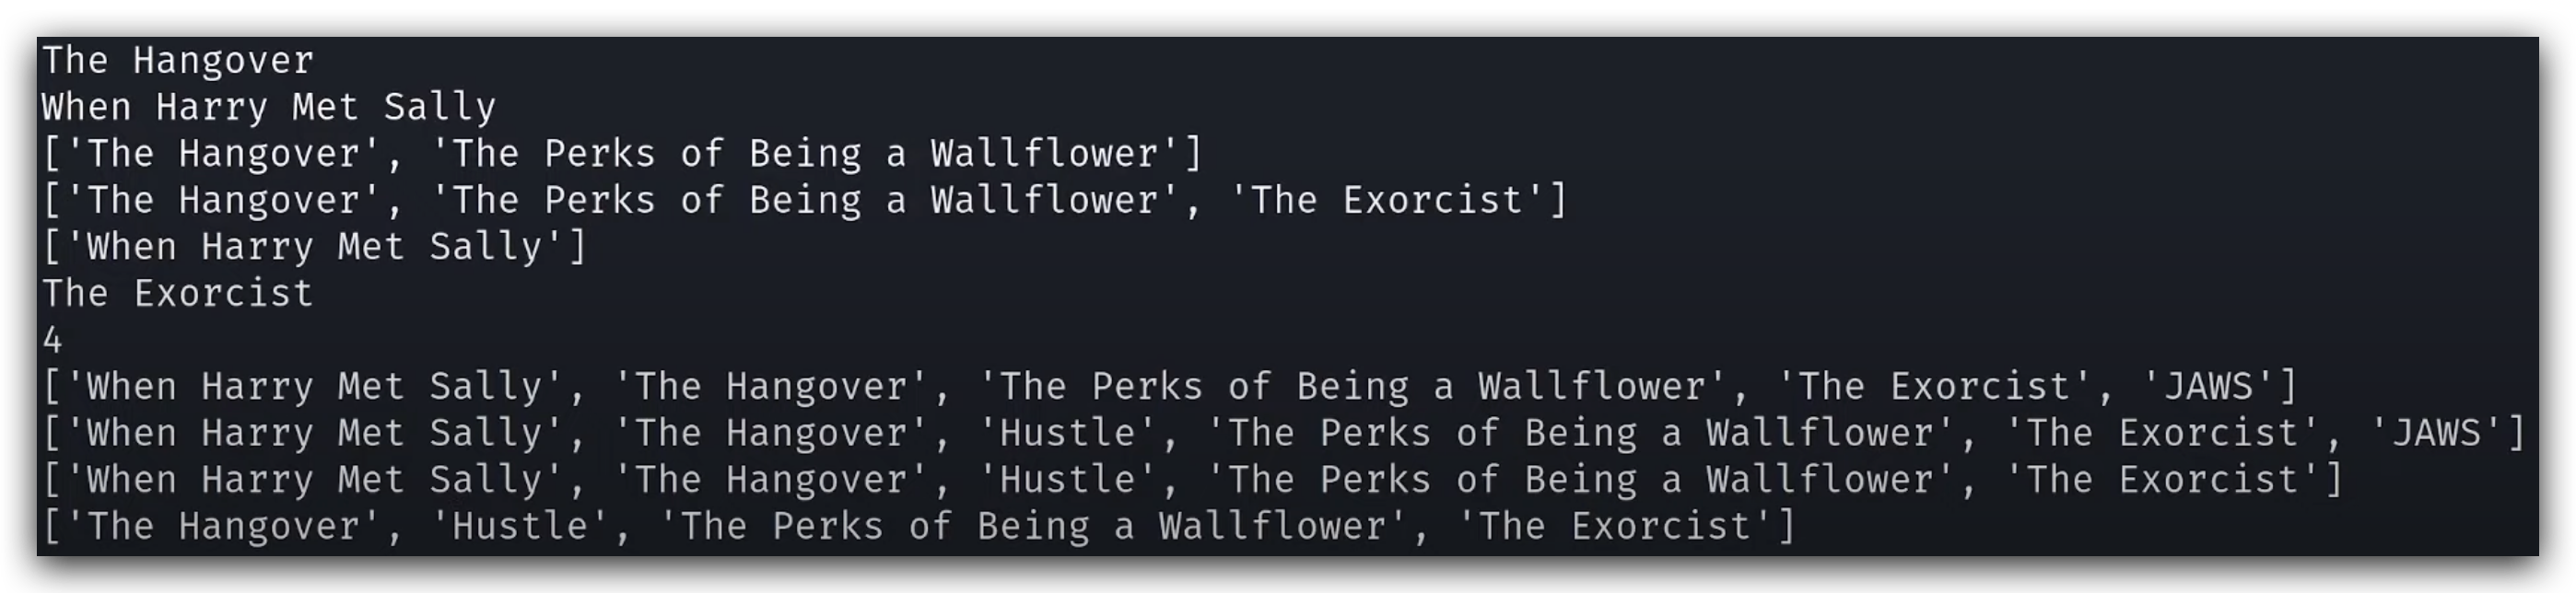 The Hangover
When Harry Met Sally
['The Hangover', 'The Perks of Being a Wallflower']
['The Hangover', 'The Perks of Being a Wallflower', 'The Exorcist']
['When Harry Met Sally']
The Exorcist
4
['When Harry Met Sally', 'The Hangover', 'The Perks of Being a Wallflower', 'The Exorcist', 'JAWS']
['When Harry Met Sally', 'The Hangover', 'Hustle', 'The Perks of Being a Wallflower', 'The Exorcist', 'JAWS']
['When Harry Met Sally', 'The Hangover', 'Hustle', 'The Perks of Being a Wallflower', 'The Exorcist']
['The Hangover', 'Hustle', 'The Perks of Being a Wallflower', 'The Exorcist']